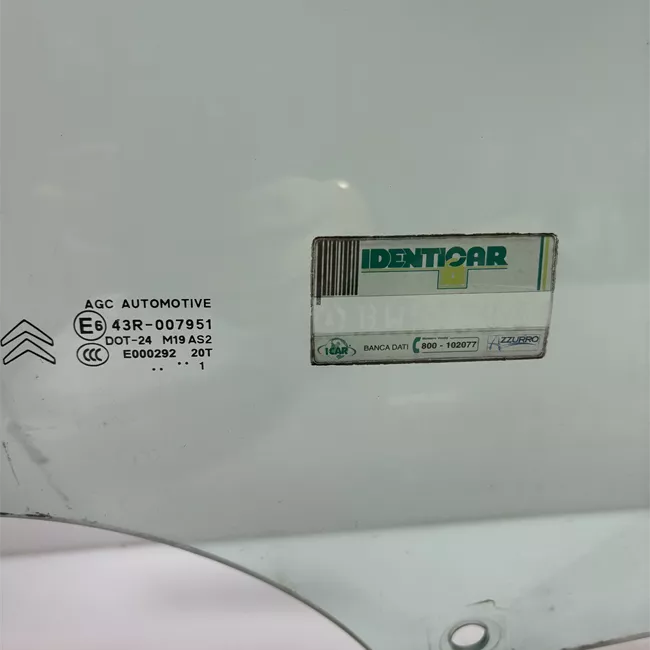 AGC AUTOMOTIVE
E6 43R-007951
DOT-24 M19 AS2
CCC E000292 20T
.. .. 1
IDENTICAR
ICAR BANCA DATI 800 - 102077 AZZURRO